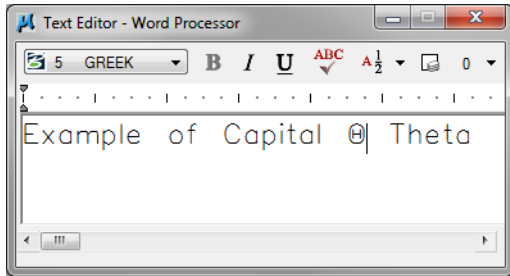 Text Editor - Word Processor
5 GREEK B I U ABC A½ 0
Example of Capital Θ Theta